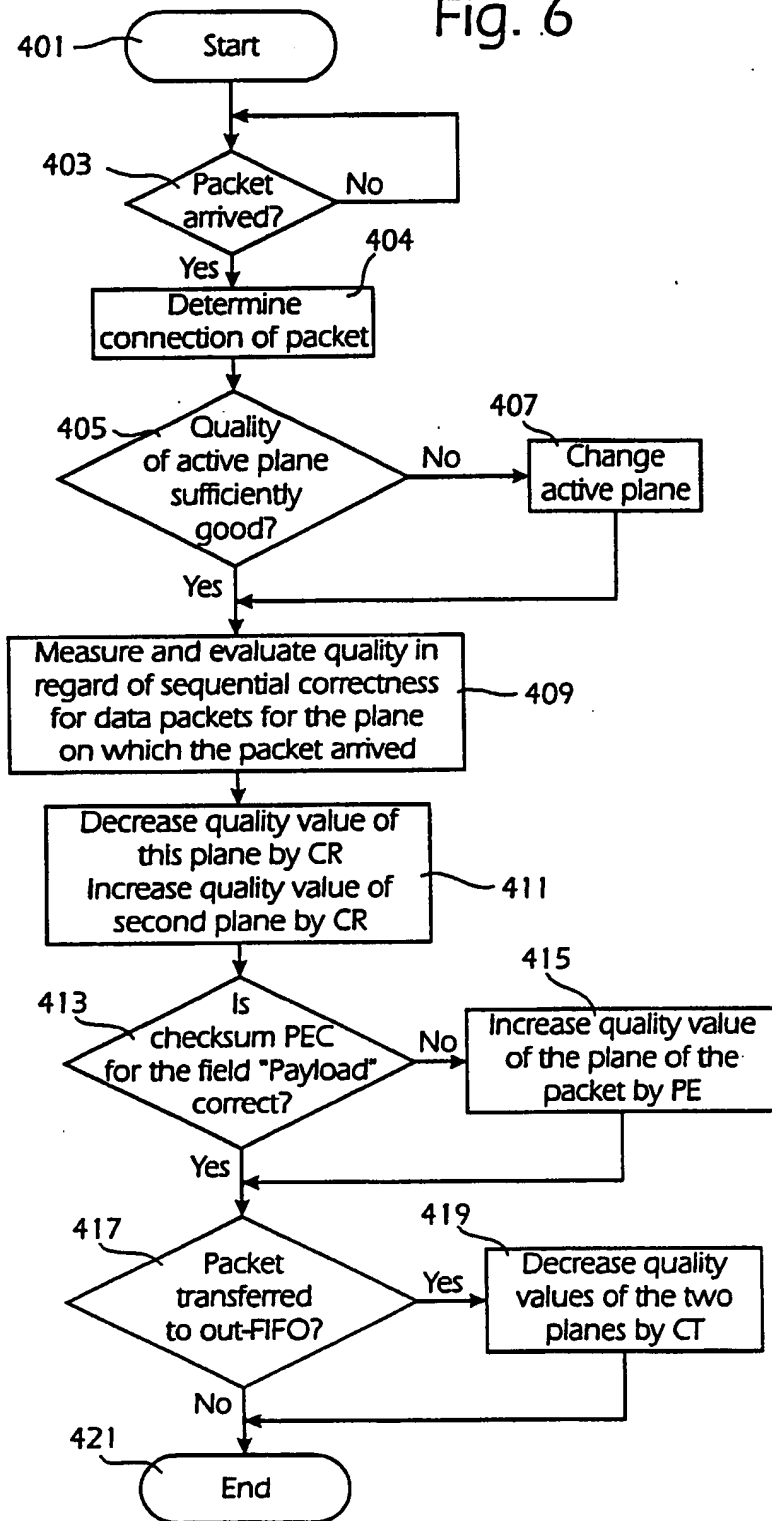 Fig. 6
401
Start
403
Packet
arrived?
No
Yes
404
Determine
connection of packet
405
Quality
of active plane
sufficiently
good?
No
407
Change
active plane
Yes
Measure and evaluate quality in
regard of sequential correctness
for data packets for the plane
on which the packet arrived
409
Decrease quality value of
this plane by CR
Increase quality value of
second plane by CR
411
413
Is
checksum PEC
for the field "Payload"
correct?
No
415
Increase quality value
of the plane of the
packet by PE
Yes
417
Packet
transferred
to out-FIFO?
Yes
419
Decrease quality
values of the two
planes by CT
No
421
End